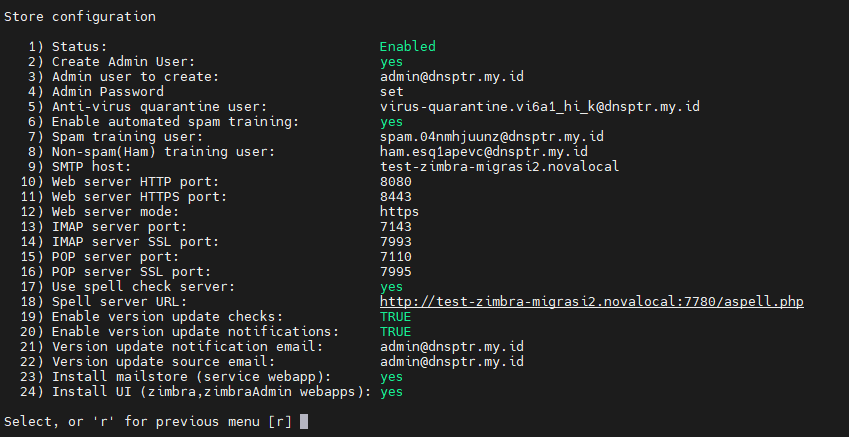 Store configuration
1) Status: Enabled
2) Create Admin User: yes
3) Admin user to create: admin@dnsptr.my.id
4) Admin Password set
5) Anti-virus quarantine user: virus-quarantine.vi6a1_hi_k@dnsptr.my.id
6) Enable automated spam training: yes
7) Spam training user: spam.04nmhjuunz@dnsptr.my.id
8) Non-spam(Ham) training user: ham.esq1apevc@dnsptr.my.id
9) SMTP host: test-zimbra-migrasi2.novalocal
10) Web server HTTP port: 8080
11) Web server HTTPS port: 8443
12) Web server mode: https
13) IMAP server port: 7143
14) IMAP server SSL port: 7993
15) POP server port: 7110
16) POP server SSL port: 7995
17) Use spell check server: yes
18) Spell server URL: http://test-zimbra-migrasi2.novalocal:7780/aspell.php
19) Enable version update checks: TRUE
20) Enable version update notifications: TRUE
21) Version update notification email: admin@dnsptr.my.id
22) Version update source email: admin@dnsptr.my.id
23) Install mailstore (service webapp): yes
24) Install UI (zimbra,zimbraAdmin webapps): yes
Select, or 'r' for previous menu [r]